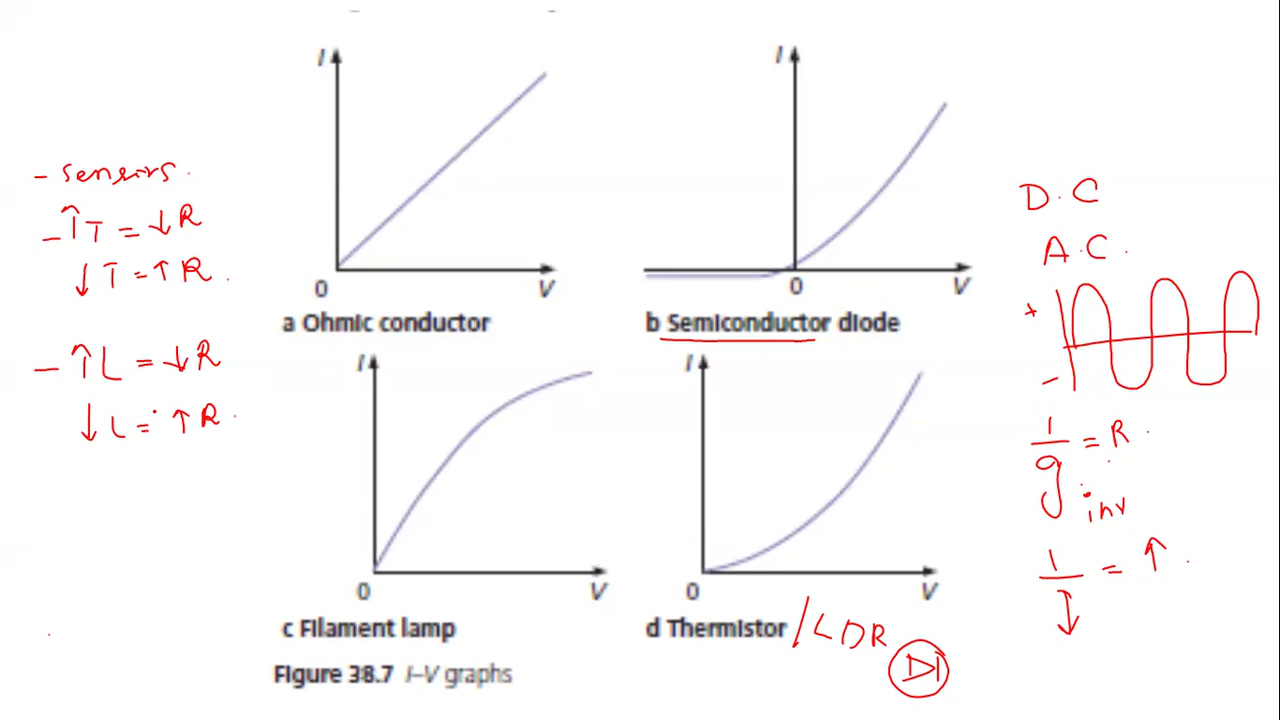 I
I
0
V
0
V
a Ohmic conductor
b Semiconductor diode
I
I
0
V
0
V
c Filament lamp
d Thermistor / LDR
Figure 38.7 I–V graphs
- sensors.
- ↑T = ↓R
↓T = ↑R.
- ↑L = ↓R
↓L = ↑R.
D.C
A.C.
+
-
1/g = R.
inv
1/↓ = ↑.